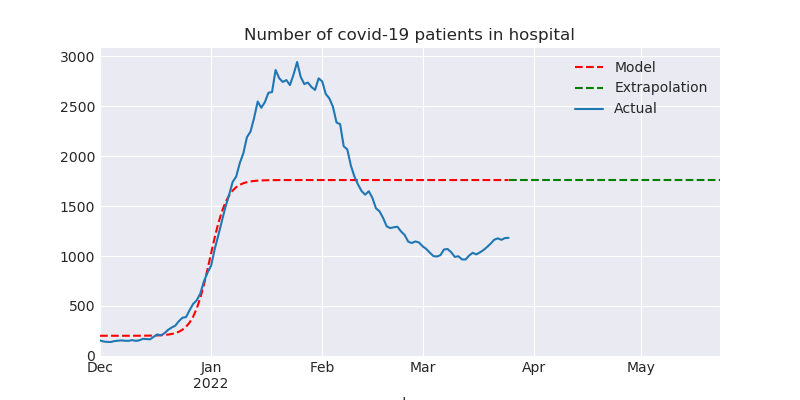 Number of covid-19 patients in hospital
3000
2500
2000
1500
1000
500
0
Model
Extrapolation
Actual
Dec
Jan
2022
Feb
Mar
Apr
May